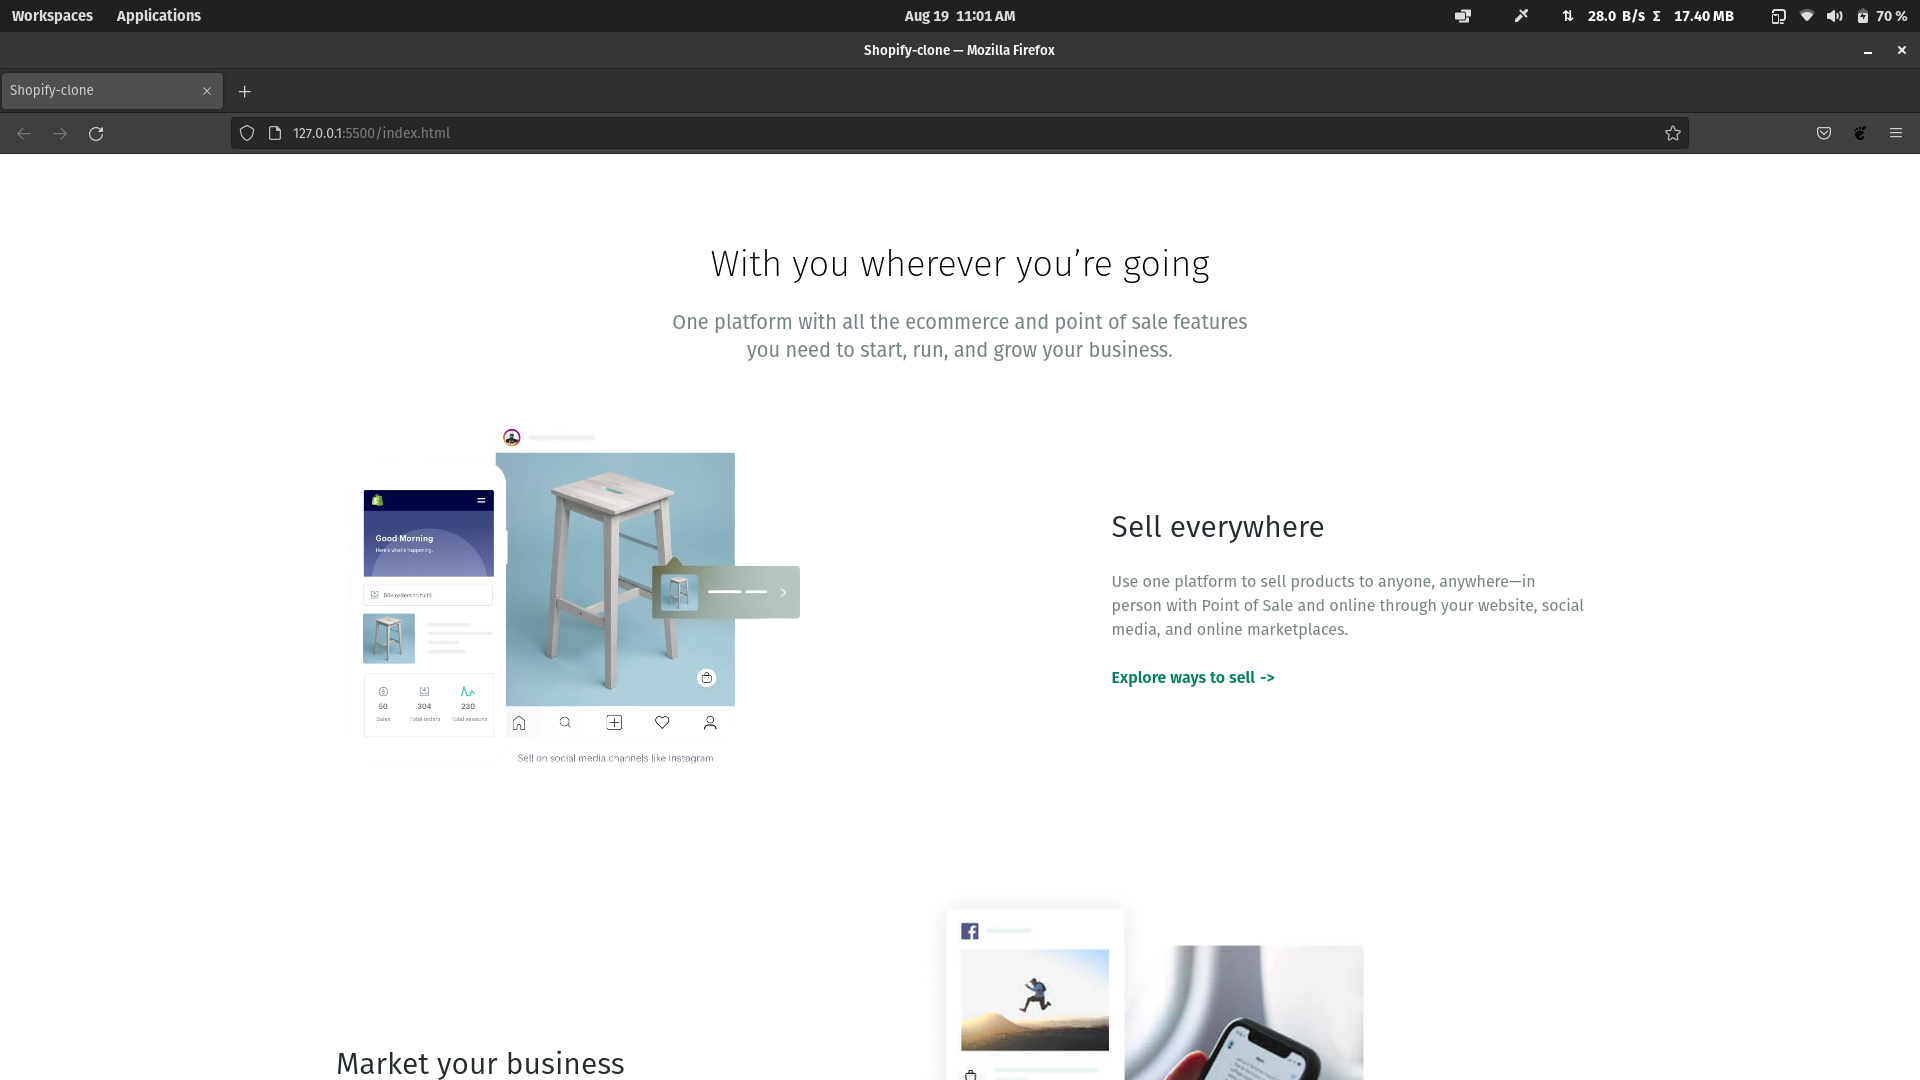 Workspaces Applications Aug 19 11:01 AM 28.0 B/s Σ 17.40 MB 70 %
Shopify-clone — Mozilla Firefox
Shopify-clone
127.0.0.1:5500/index.html
With you wherever you’re going
One platform with all the ecommerce and point of sale features
you need to start, run, and grow your business.
Good Morning
Here's what's happening.
50+ orders to fulfill
50 304 230
Sales Total orders Total sessions
Sell on social media channels like Instagram
Sell everywhere
Use one platform to sell products to anyone, anywhere—in
person with Point of Sale and online through your website, social
media, and online marketplaces.
Explore ways to sell ->
Market your business